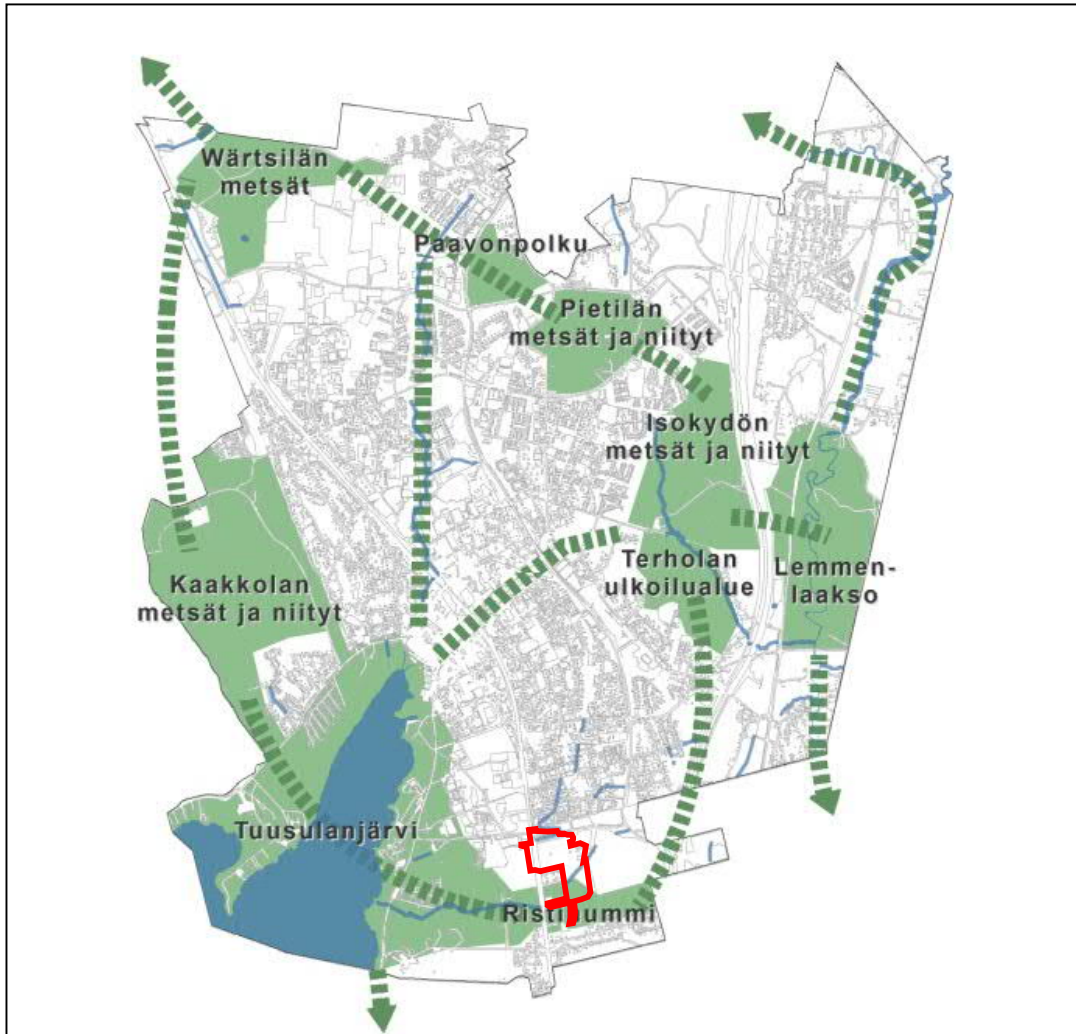 Wärtsilän
metsät
Paavonpolku
Pietilän
metsät ja niityt
Isokydön
metsät ja niityt
Terholan
ulkoilualue
Lemmen-
laakso
Kaakkolan
metsät ja niityt
Tuusulanjärvi
Ristinummi